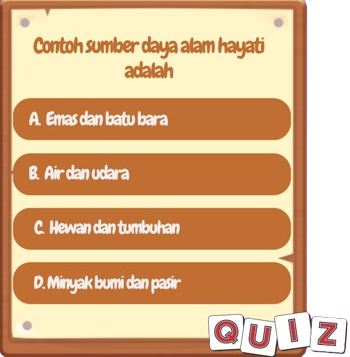 Contoh sumber daya alam hayati
adalah
A. Emas dan batu bara
B. Air dan udara
C. Hewan dan tumbuhan
D. Minyak bumi dan pasir
QUIZ